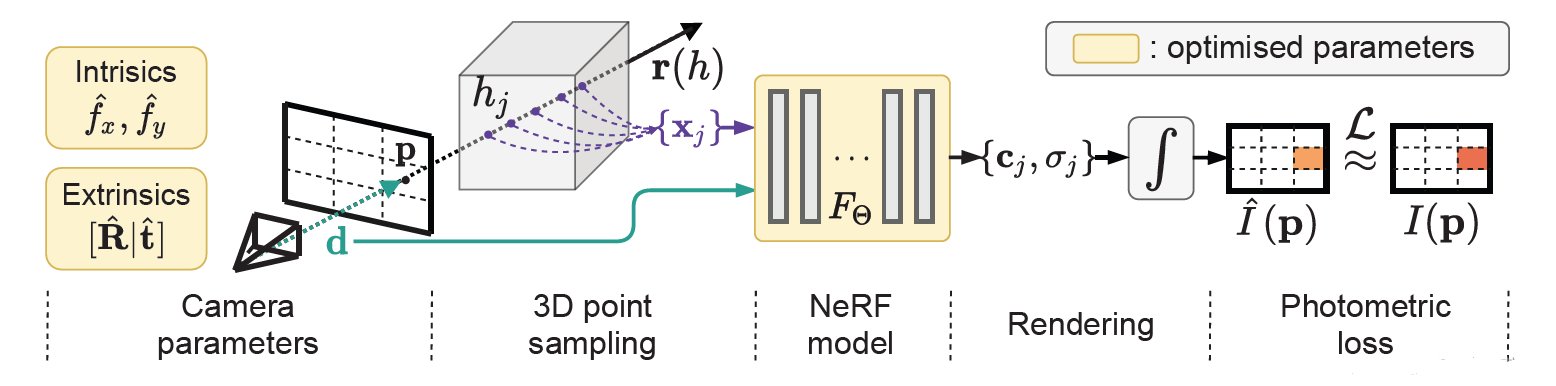 Intrisics
f̂x, f̂y
Extrinsics
[R̂|t̂]
p
d
hj
r(h)
{xj}
...
FΘ
{cj, σj}
∫
: optimised parameters
ℒ
≈
Î(p)
I(p)
Camera
parameters
3D point
sampling
NeRF
model
Rendering
Photometric
loss